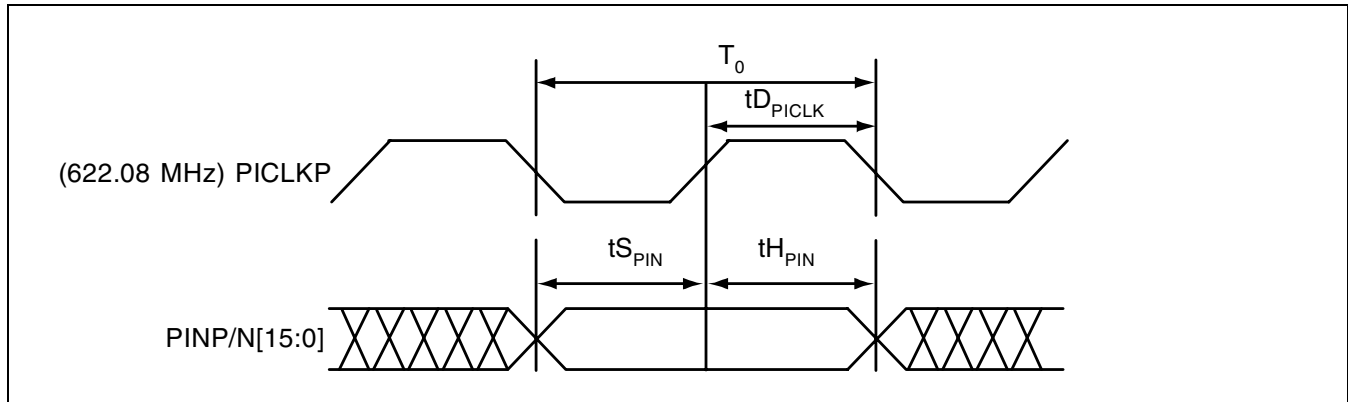 T0
tDPICLK
(622.08 MHz) PICLKP
tSPIN tHPIN
PINP/N[15:0]